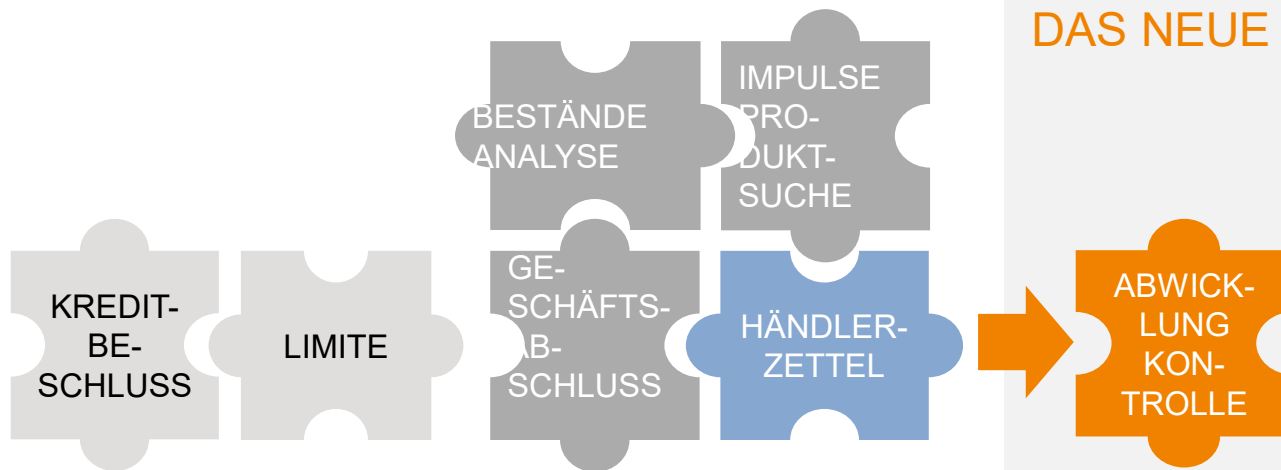 DAS NEUE
BESTÄNDE
ANALYSE
IMPULSE
PRO-
DUKT-
SUCHE
KREDIT-
BE-
SCHLUSS
LIMITE
GE-
SCHÄFTS-
AB-
SCHLUSS
HÄNDLER-
ZETTEL
ABWICK-
LUNG
KON-
TROLLE